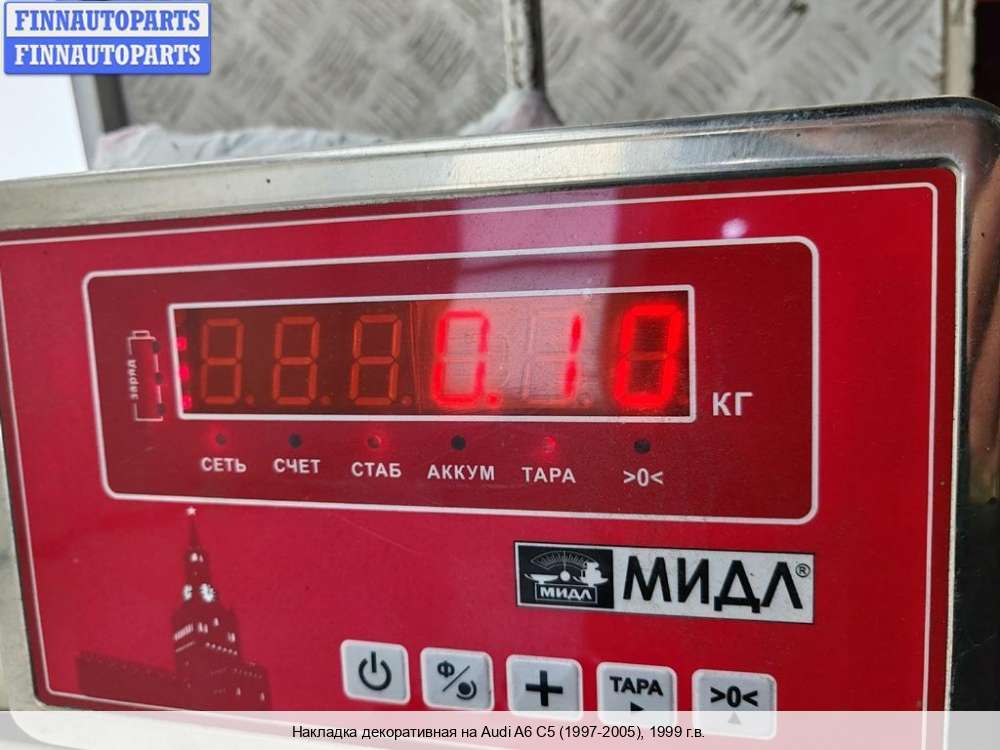 FINNAUTOPARTS
FINNAUTOPARTS
заряд
0.10
КГ
СЕТЬ СЧЕТ СТАБ АККУМ ТАРА >0<
МИДЛ
МИДЛ®
Ф
+
ТАРА
>0<
Накладка декоративная на Audi A6 C5 (1997-2005), 1999 г.в.